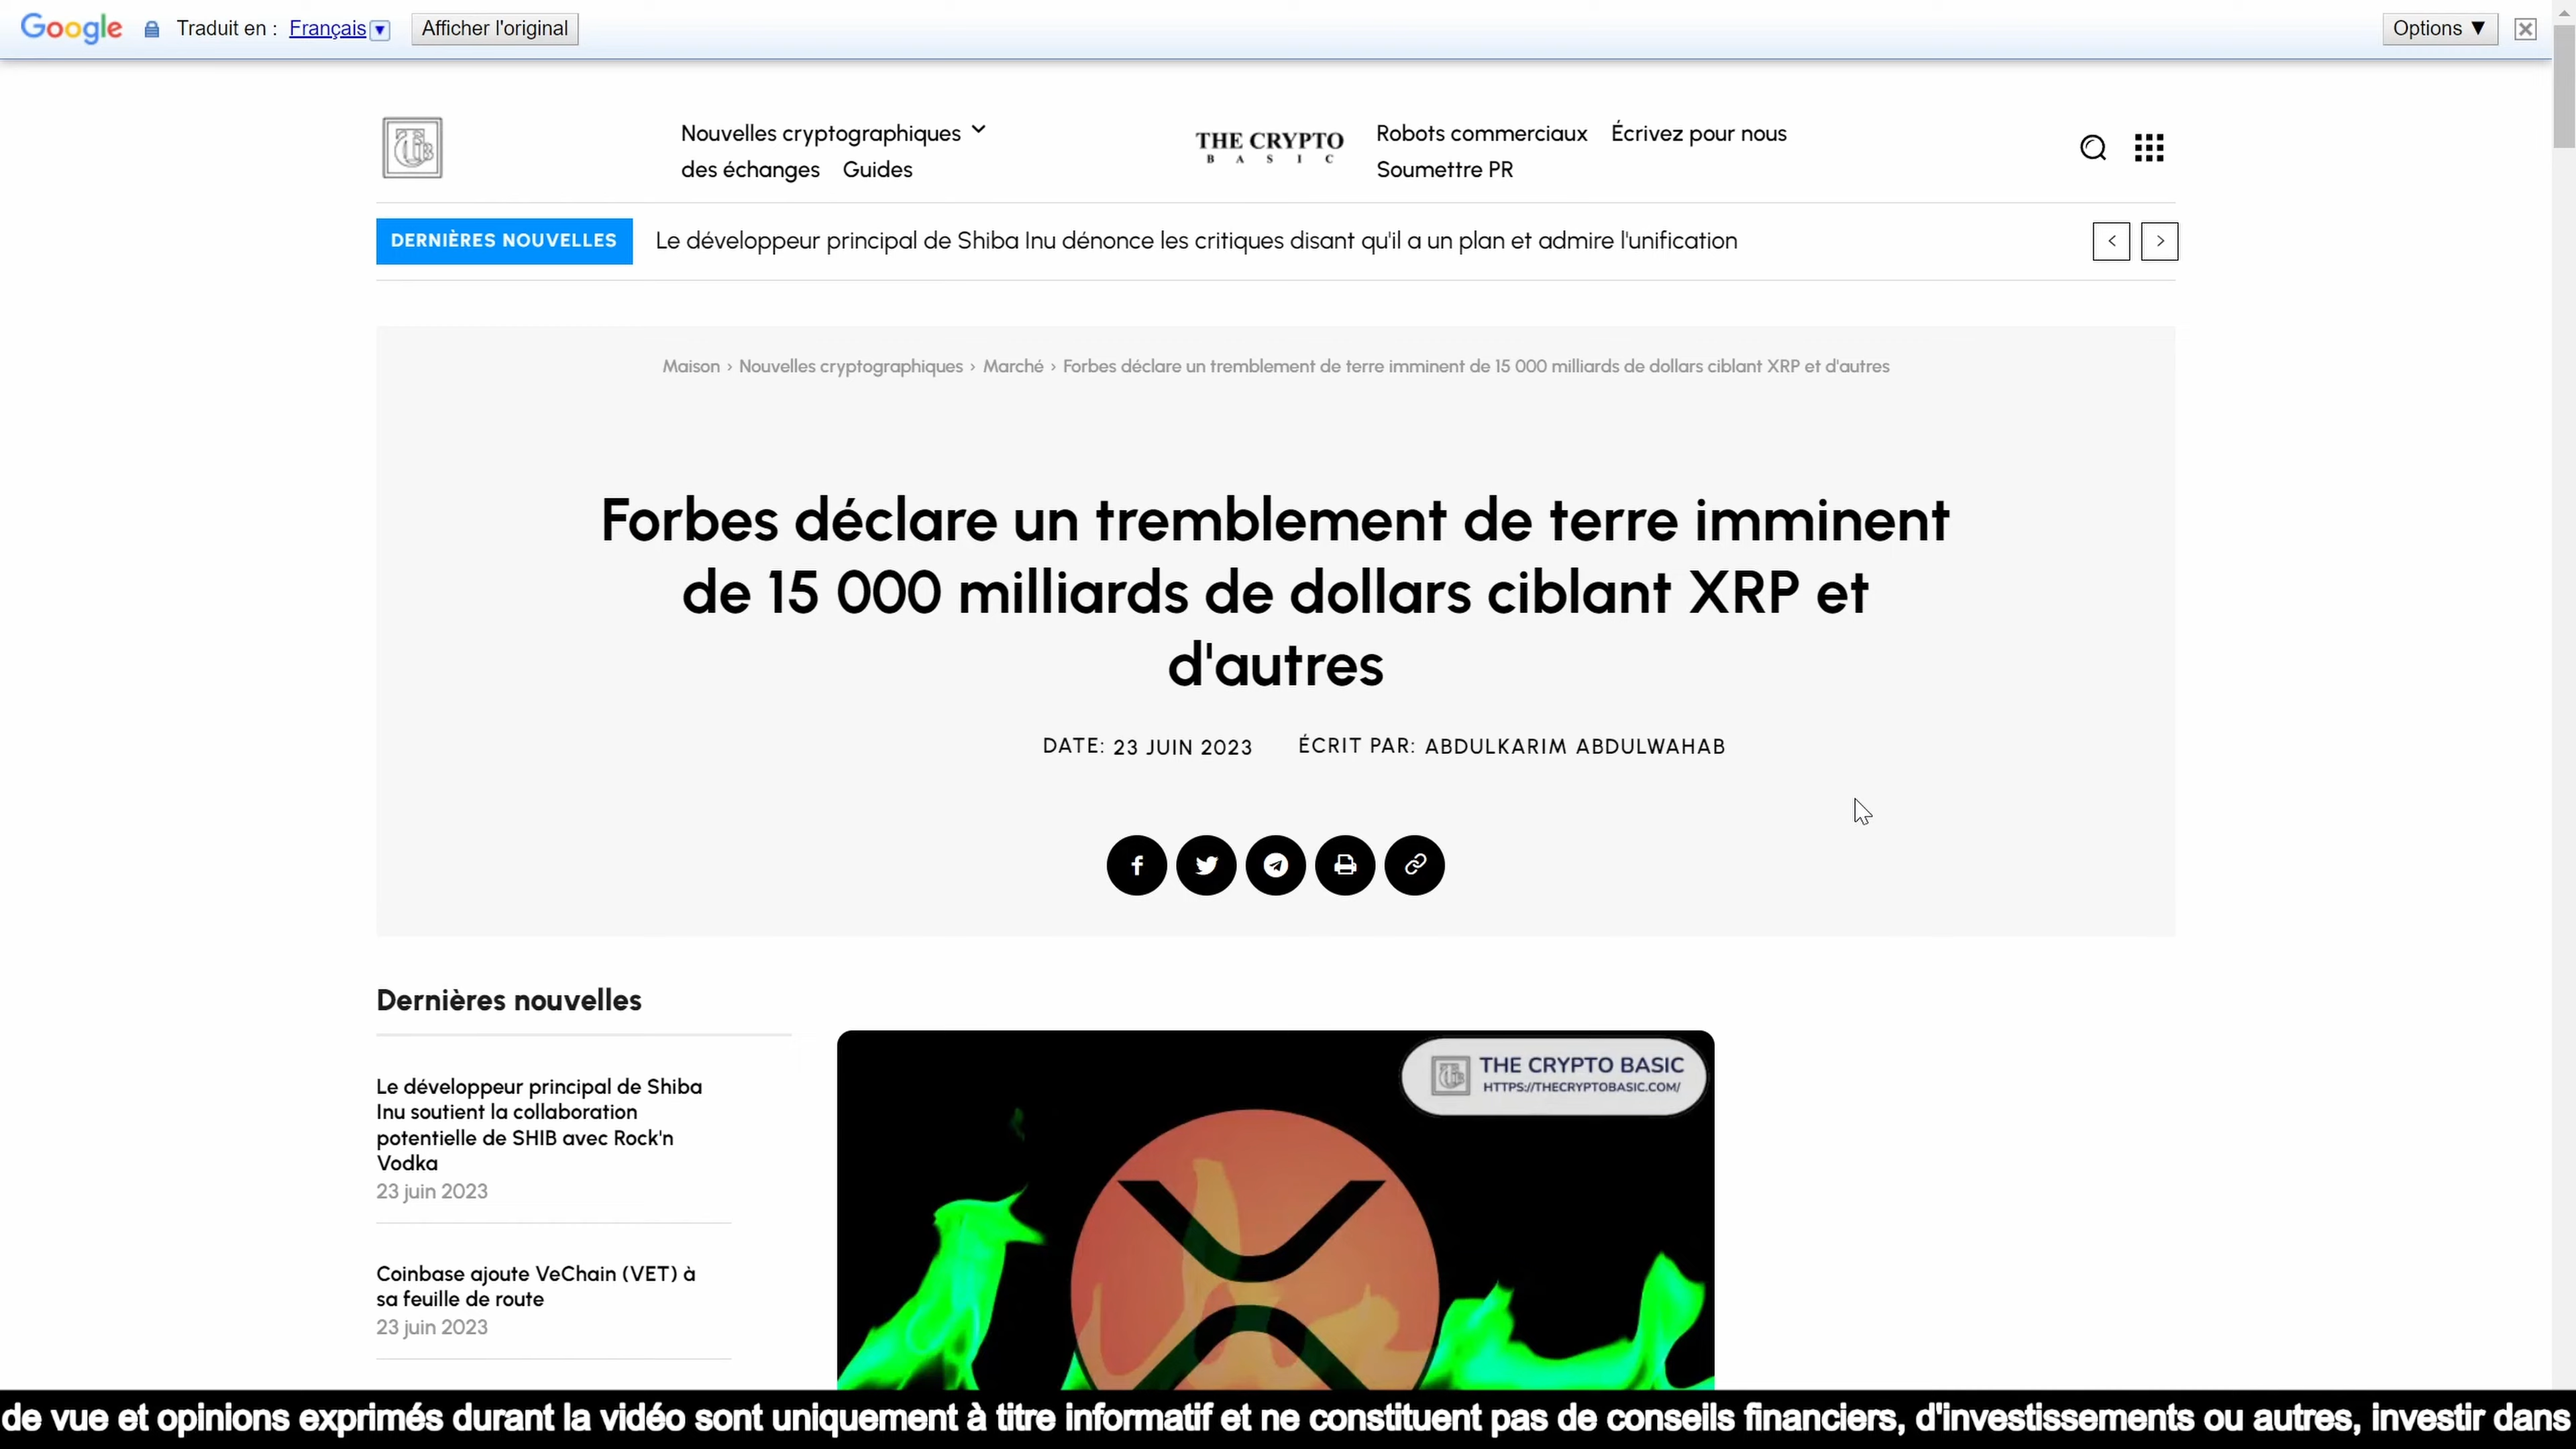 Google Traduit en : Français ▼ Afficher l'original Options ▼
Nouvelles cryptographiques
des échanges Guides
THE CRYPTO
BASIC
Robots commerciaux Écrivez pour nous
Soumettre PR
DERNIÈRES NOUVELLES Le développeur principal de Shiba Inu dénonce les critiques disant qu'il a un plan et admire l'unification
Maison › Nouvelles cryptographiques › Marché › Forbes déclare un tremblement de terre imminent de 15 000 milliards de dollars ciblant XRP et d'autres
Forbes déclare un tremblement de terre imminent
de 15 000 milliards de dollars ciblant XRP et
d'autres
DATE: 23 JUIN 2023 ÉCRIT PAR: ABDULKARIM ABDULWAHAB
Dernières nouvelles
Le développeur principal de Shiba
Inu soutient la collaboration
potentielle de SHIB avec Rock'n
Vodka
23 juin 2023
Coinbase ajoute VeChain (VET) à
sa feuille de route
23 juin 2023
THE CRYPTO BASIC
HTTPS://THECRYPTOBASIC.COM/
de vue et opinions exprimés durant la vidéo sont uniquement à titre informatif et ne constituent pas de conseils financiers, d'investissements ou autres, investir dans